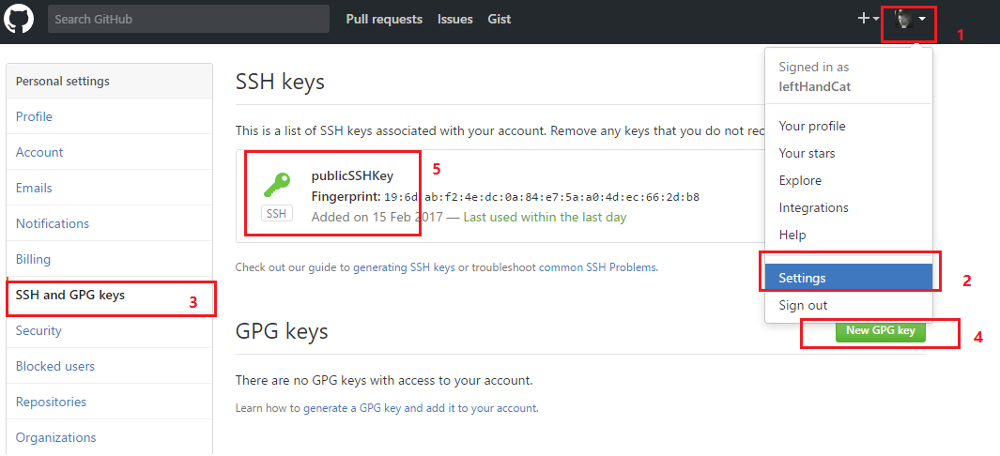 Search GitHub
Pull requests
Issues
Gist
1
Signed in as
leftHandCat
Your profile
Your stars
Explore
Integrations
Help
Settings
2
Sign out
Personal settings
Profile
Account
Emails
Notifications
Billing
SSH and GPG keys
3
Security
Blocked users
Repositories
Organizations
SSH keys
This is a list of SSH keys associated with your account. Remove any keys that you do not rec
SSH
publicSSHKey
5
Fingerprint: 19:6d:ab:f2:4e:dc:0a:84:e7:5a:a0:4d:ec:66:2d:b8
Added on 15 Feb 2017 — Last used within the last day
Check out our guide to generating SSH keys or troubleshoot common SSH Problems.
GPG keys
New GPG key
4
There are no GPG keys with access to your account.
Learn how to generate a GPG key and add it to your account.